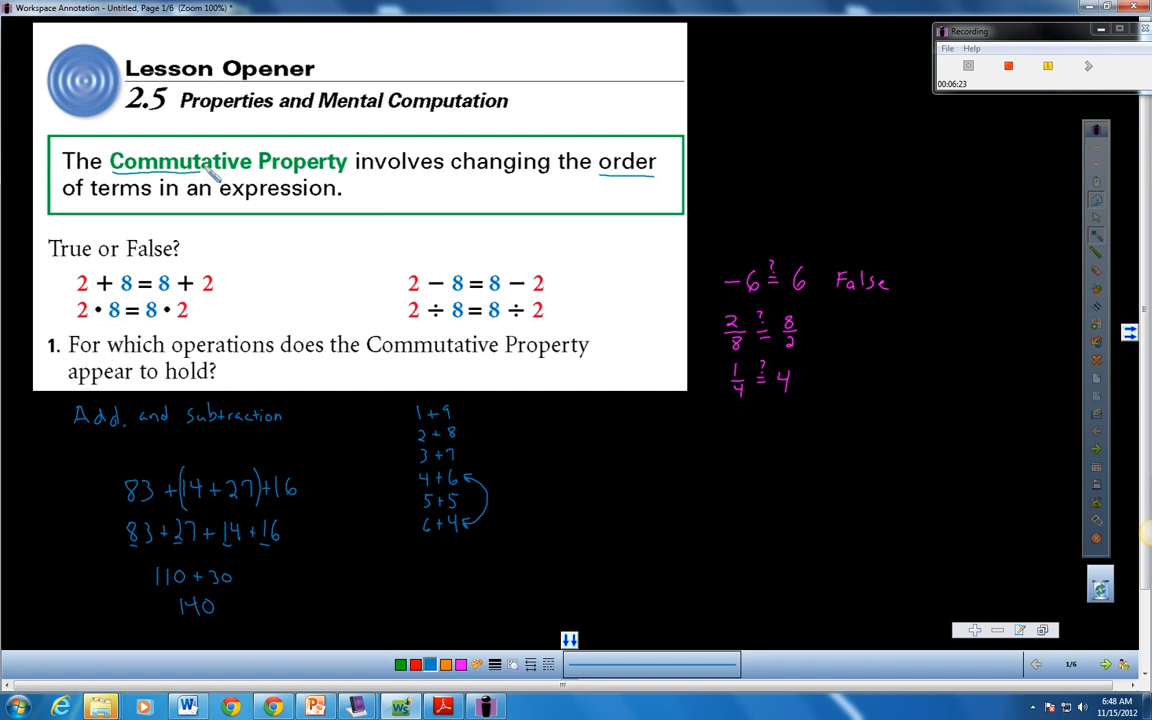 Workspace Annotation - Untitled, Page 1/6 (Zoom 100%) *
Recording
File Help
00:06:23
Lesson Opener
2.5 Properties and Mental Computation
The Commutative Property involves changing the order
of terms in an expression.
True or False?
2 + 8 = 8 + 2
2 • 8 = 8 • 2
2 − 8 = 8 − 2
2 ÷ 8 = 8 ÷ 2
1. For which operations does the Commutative Property
appear to hold?
−6 ≟ 6 False
2/8 ≟ 8/2
1/4 ≟ 4
Add. and subtraction
83 + (14 + 27) + 16
83 + 27 + 14 + 16
110 + 30
140
1 + 9
2 + 8
3 + 7
4 + 6
5 + 5
6 + 4
1/6
6:48 AM
11/15/2012